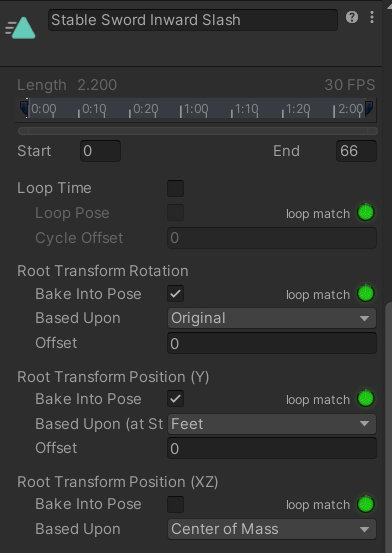 Stable Sword Inward Slash
Length 2.200 30 FPS
0:00 0:10 0:20 1:00 1:10 1:20 2:00
Start 0 End 66
Loop Time
Loop Pose loop match
Cycle Offset 0
Root Transform Rotation
Bake Into Pose loop match
Based Upon Original
Offset 0
Root Transform Position (Y)
Bake Into Pose loop match
Based Upon (at St Feet
Offset 0
Root Transform Position (XZ)
Bake Into Pose loop match
Based Upon Center of Mass